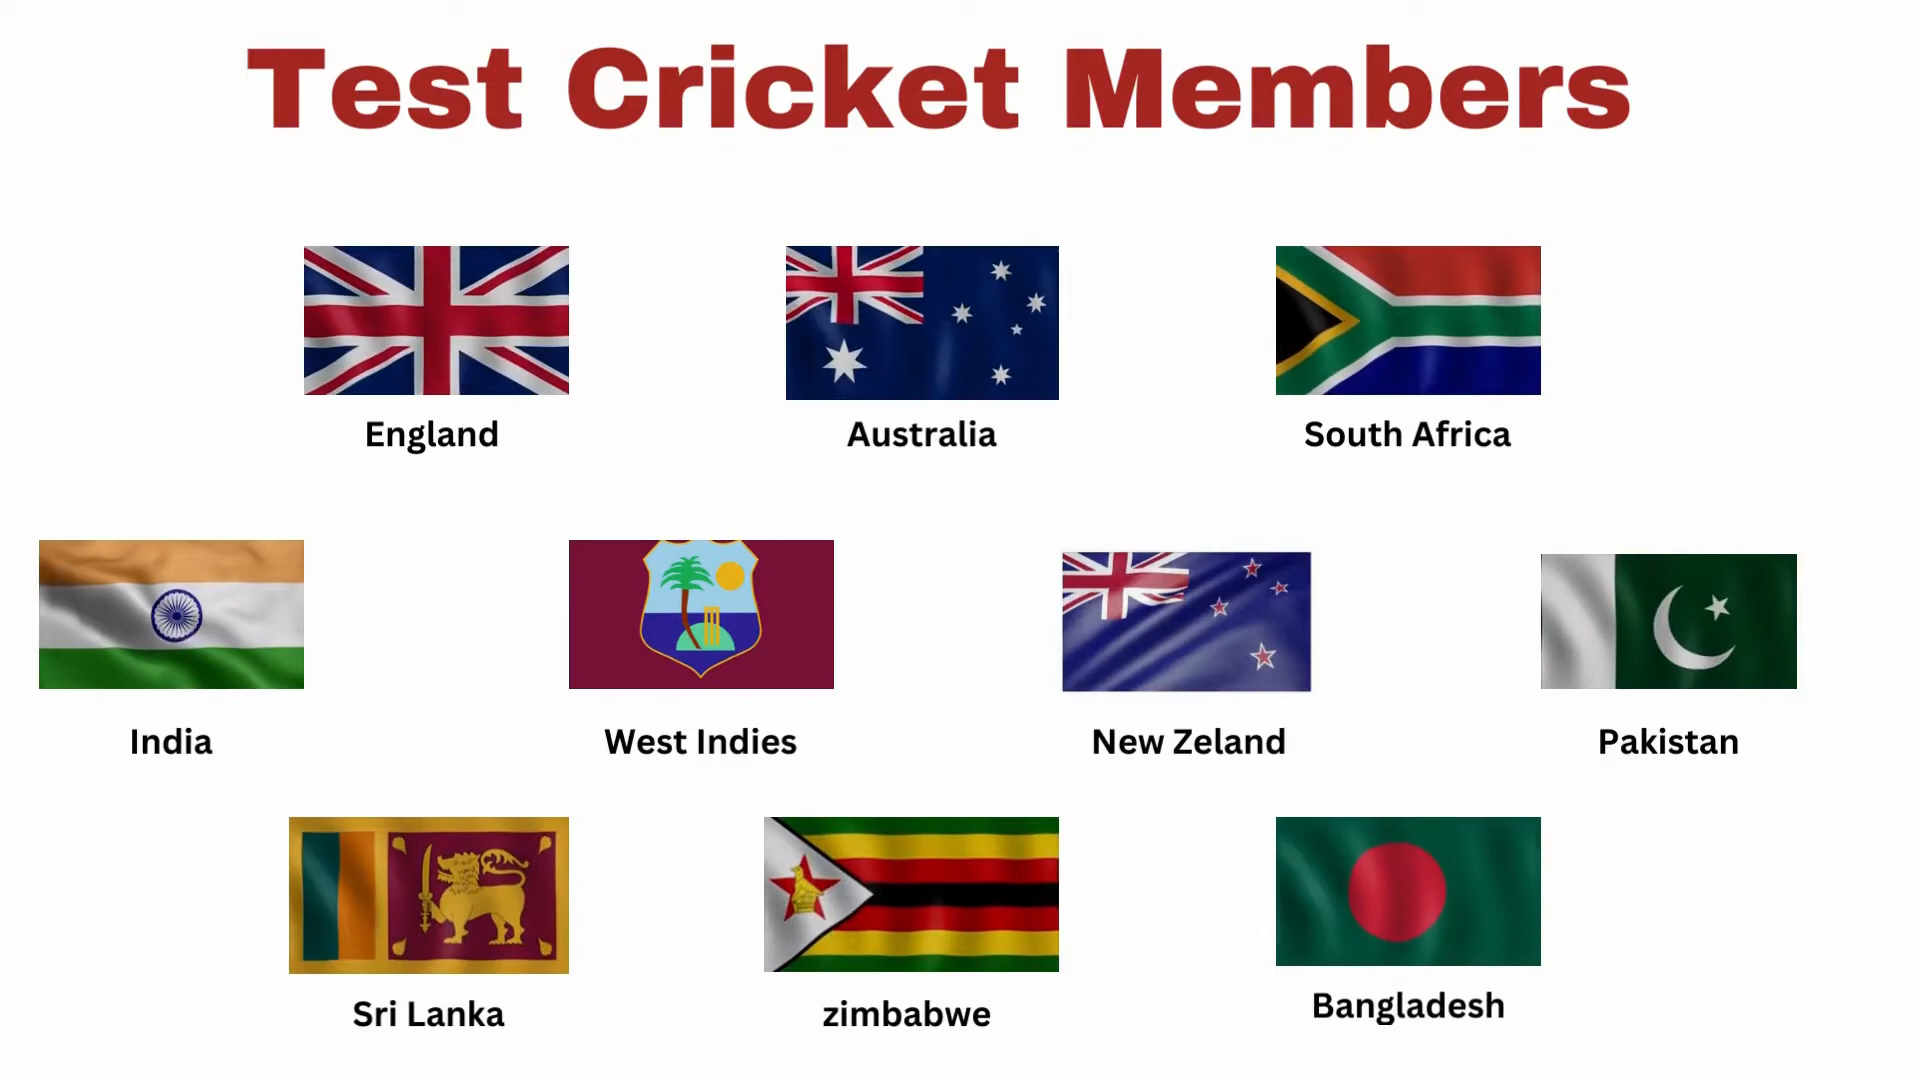 Test Cricket Members
England
Australia
South Africa
India
West Indies
New Zeland
Pakistan
Sri Lanka
zimbabwe
Bangladesh